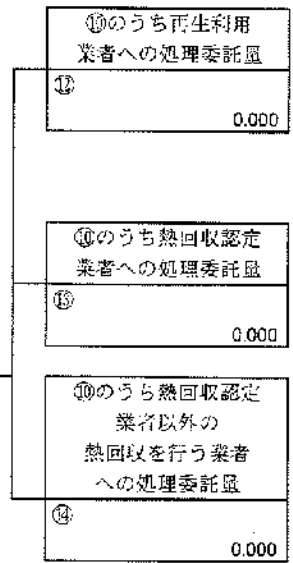 ⑩のうち再生利用
業者への処理委託量
⑫
0.000
⑩のうち熱回収認定
業者への処理委託量
⑬
0.000
⑩のうち熱回収認定
業者以外の
熱回収を行う業者
への処理委託量
⑭
0.000